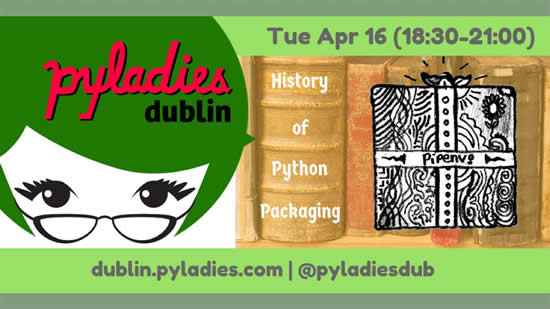 pyladies
dublin
Tue Apr 16 (18:30-21:00)
History
of
Python
Packaging
Pipenv
dublin.pyladies.com | @pyladiesdub